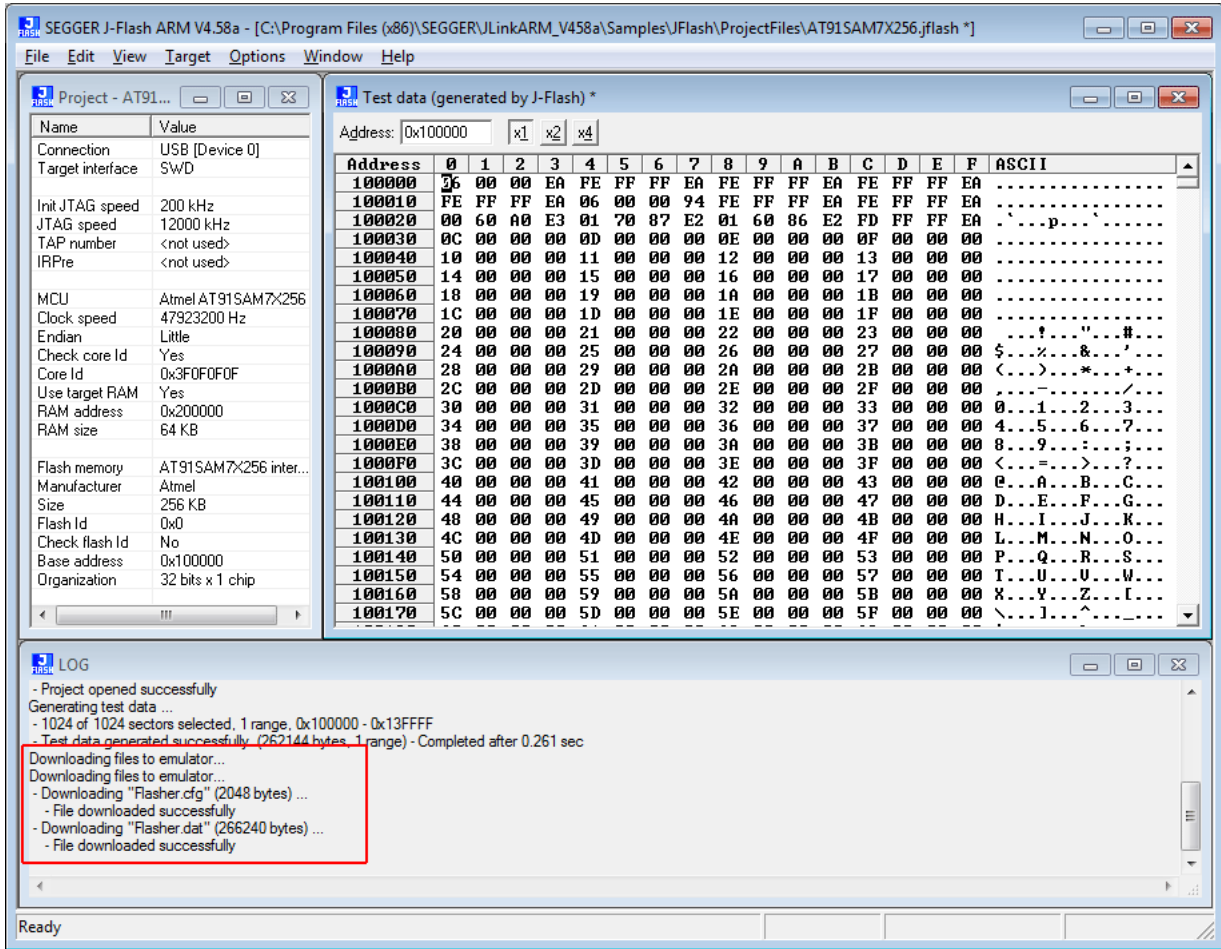 SEGGER J-Flash ARM V4.58a - [C:\Program Files (x86)\SEGGER\JLinkARM_V458a\Samples\JFlash\ProjectFiles\AT91SAM7X256.jflash *]
File Edit View Target Options Window Help
Project - AT91...
Name Value
Connection USB [Device 0]
Target interface SWD
Init JTAG speed 200 kHz
JTAG speed 12000 kHz
TAP number <not used>
IRPre <not used>
MCU Atmel AT91SAM7X256
Clock speed 47923200 Hz
Endian Little
Check core Id Yes
Core Id 0x3F0F0F0F
Use target RAM Yes
RAM address 0x200000
RAM size 64 KB
Flash memory AT91SAM7X256 inter...
Manufacturer Atmel
Size 256 KB
Flash Id 0x0
Check flash Id No
Base address 0x100000
Organization 32 bits x 1 chip
Test data (generated by J-Flash) *
Address: 0x100000 x1 x2 x4
Address 0 1 2 3 4 5 6 7 8 9 A B C D E F ASCII
100000 06 00 00 EA FE FF FF EA FE FF FF EA FE FF FF EA ................
100010 FE FF FF EA 06 00 00 94 FE FF FF EA FE FF FF EA ................
100020 00 60 A0 E3 01 70 87 E2 01 60 86 E2 FD FF FF EA .`...p...`......
100030 0C 00 00 00 0D 00 00 00 0E 00 00 00 0F 00 00 00 ................
100040 10 00 00 00 11 00 00 00 12 00 00 00 13 00 00 00 ................
100050 14 00 00 00 15 00 00 00 16 00 00 00 17 00 00 00 ................
100060 18 00 00 00 19 00 00 00 1A 00 00 00 1B 00 00 00 ................
100070 1C 00 00 00 1D 00 00 00 1E 00 00 00 1F 00 00 00 ................
100080 20 00 00 00 21 00 00 00 22 00 00 00 23 00 00 00  ...!..."...#...
100090 24 00 00 00 25 00 00 00 26 00 00 00 27 00 00 00 $...%...&...'...
1000A0 28 00 00 00 29 00 00 00 2A 00 00 00 2B 00 00 00 (...)...*...+...
1000B0 2C 00 00 00 2D 00 00 00 2E 00 00 00 2F 00 00 00 ,...-......./...
1000C0 30 00 00 00 31 00 00 00 32 00 00 00 33 00 00 00 0...1...2...3...
1000D0 34 00 00 00 35 00 00 00 36 00 00 00 37 00 00 00 4...5...6...7...
1000E0 38 00 00 00 39 00 00 00 3A 00 00 00 3B 00 00 00 8...9...:...;...
1000F0 3C 00 00 00 3D 00 00 00 3E 00 00 00 3F 00 00 00 <...=...>...?...
100100 40 00 00 00 41 00 00 00 42 00 00 00 43 00 00 00 @...A...B...C...
100110 44 00 00 00 45 00 00 00 46 00 00 00 47 00 00 00 D...E...F...G...
100120 48 00 00 00 49 00 00 00 4A 00 00 00 4B 00 00 00 H...I...J...K...
100130 4C 00 00 00 4D 00 00 00 4E 00 00 00 4F 00 00 00 L...M...N...O...
100140 50 00 00 00 51 00 00 00 52 00 00 00 53 00 00 00 P...Q...R...S...
100150 54 00 00 00 55 00 00 00 56 00 00 00 57 00 00 00 T...U...V...W...
100160 58 00 00 00 59 00 00 00 5A 00 00 00 5B 00 00 00 X...Y...Z...[...
100170 5C 00 00 00 5D 00 00 00 5E 00 00 00 5F 00 00 00 \...]...^..._...
LOG
- Project opened successfully
Generating test data ...
- 1024 of 1024 sectors selected, 1 range, 0x100000 - 0x13FFFF
- Test data generated successfully. (262144 bytes, 1 range) - Completed after 0.261 sec
Downloading files to emulator...
Downloading files to emulator...
- Downloading "Flasher.cfg" (2048 bytes) ...
- File downloaded successfully
- Downloading "Flasher.dat" (266240 bytes) ...
- File downloaded successfully
Ready